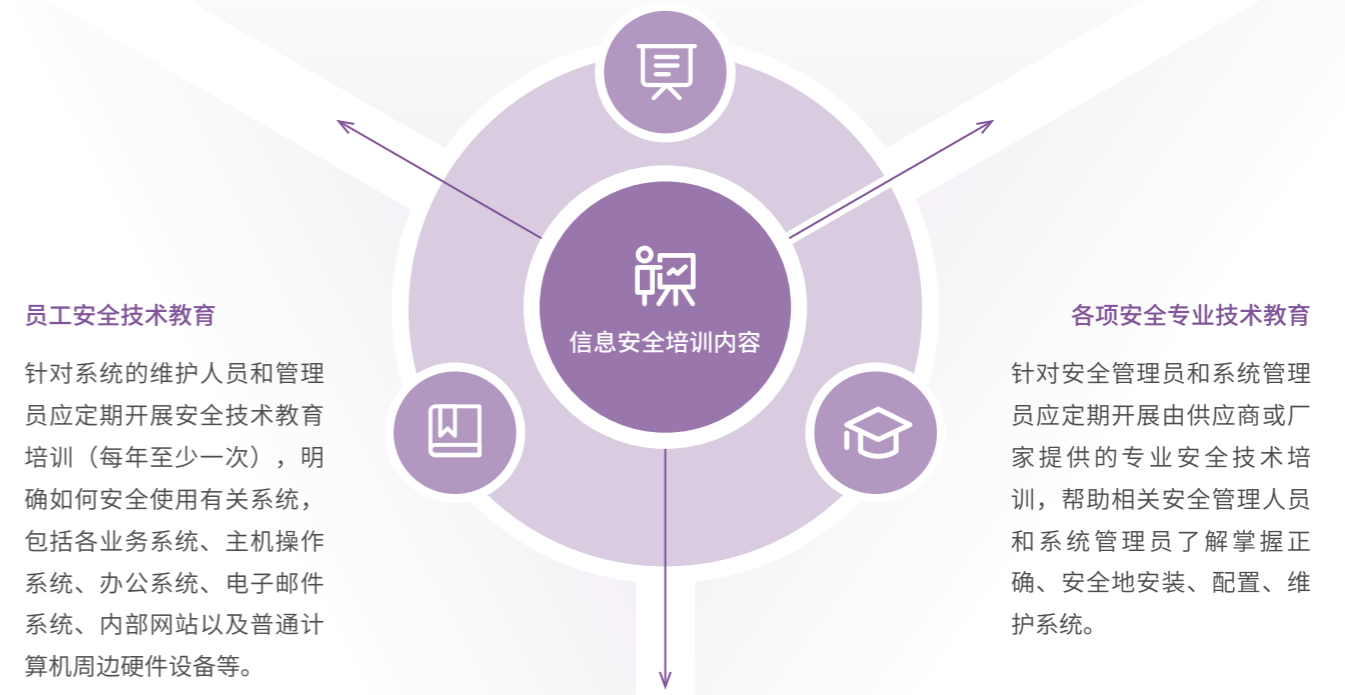 信息安全培训内容
员工安全技术教育
针对系统的维护人员和管理
员应定期开展安全技术教育
培训（每年至少一次），明
确如何安全使用有关系统，
包括各业务系统、主机操作
系统、办公系统、电子邮件
系统、内部网站以及普通计
算机周边硬件设备等。
各项安全专业技术教育
针对安全管理员和系统管理
员应定期开展由供应商或厂
家提供的专业安全技术培
训，帮助相关安全管理人员
和系统管理员了解掌握正
确、安全地安装、配置、维
护系统。